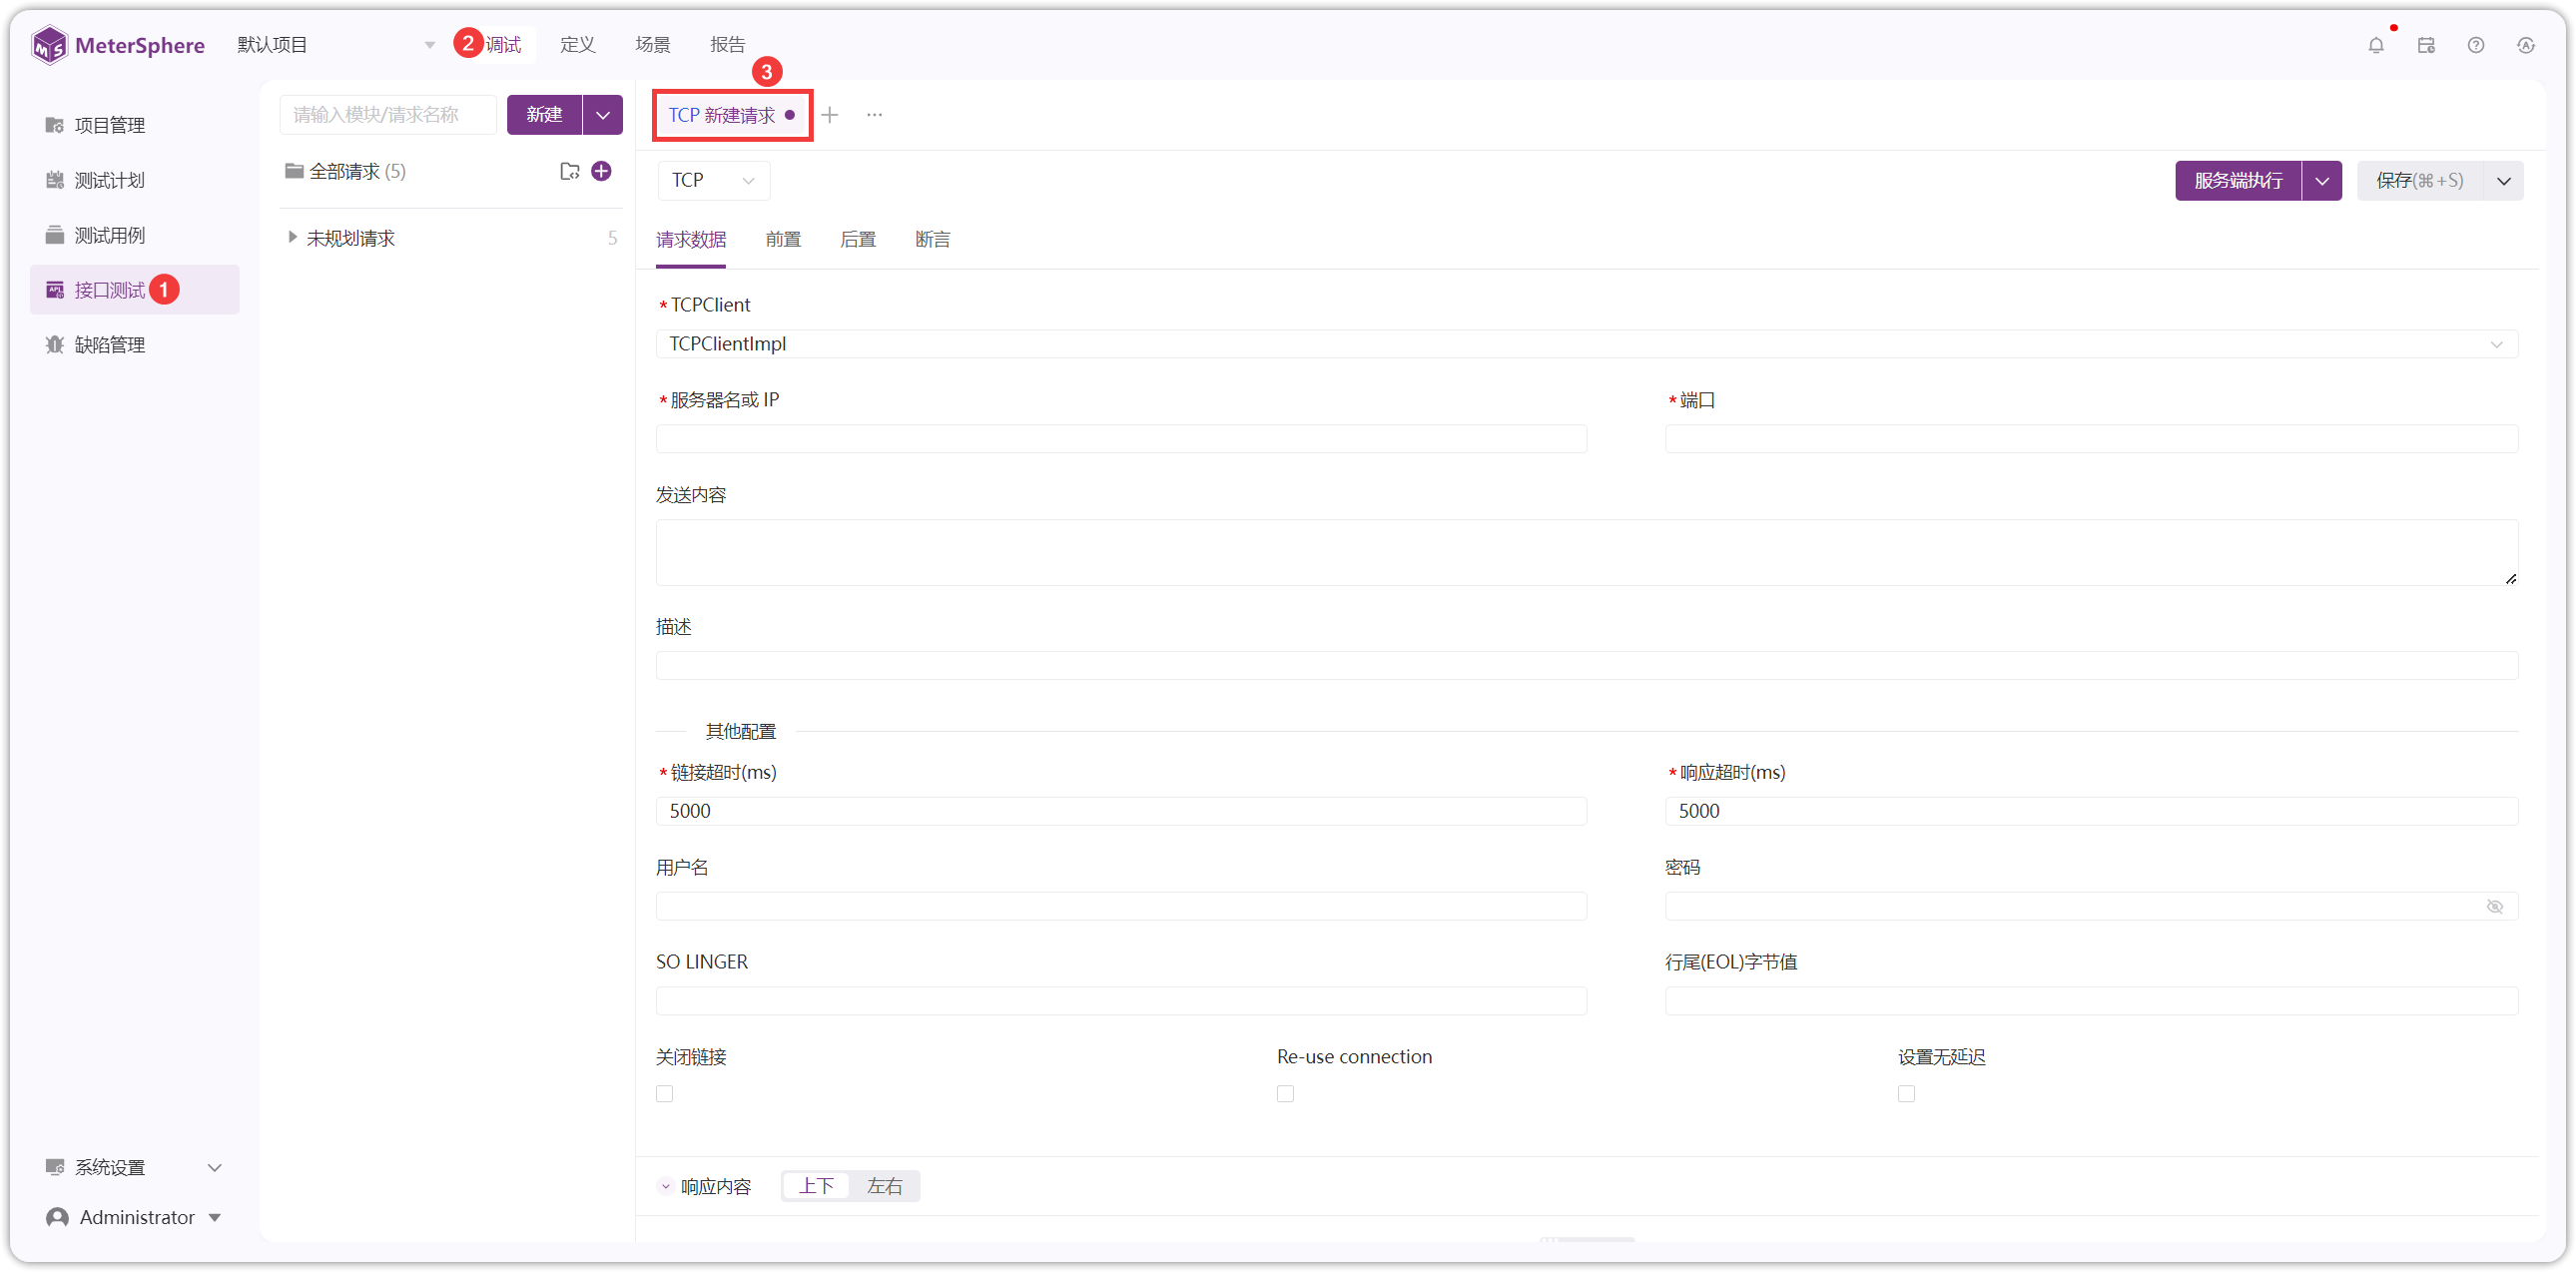 MeterSphere 默认项目 2 调试 定义 场景 报告
3
项目管理
测试计划
测试用例
接口测试 1
缺陷管理
系统设置
Administrator
请输入模块/请求名称 新建
全部请求 (5)
未规划请求 5
TCP 新建请求
TCP 服务端执行 保存(⌘+S)
请求数据 前置 后置 断言
* TCPClient
TCPClientImpl
* 服务器名或 IP * 端口
发送内容
描述
其他配置
* 链接超时(ms) * 响应超时(ms)
5000 5000
用户名 密码
SO LINGER 行尾(EOL)字节值
关闭链接 Re-use connection 设置无延迟
响应内容 上下 左右